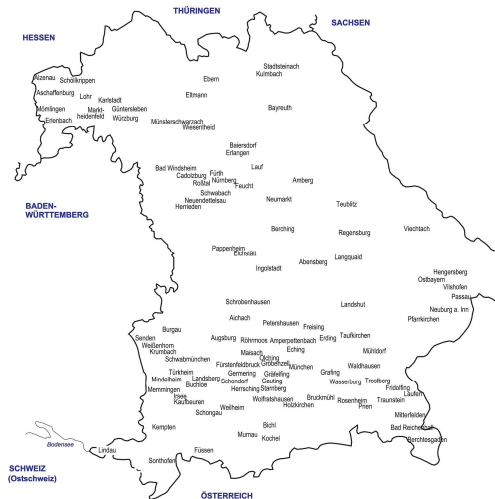 THÜRINGEN
SACHSEN
HESSEN
Stadtsteinach
Kulmbach
Alzenau
Schöllkrippen
Ebern
Aschaffenburg
Lohr
Karlstadt
Eltmann
Mömlingen
Markt-
heidenfeld
Güntersleben
Bayreuth
Erlenbach
Würzburg
Münsterschwarzach
Wiesentheid
Baiersdorf
Erlangen
Bad Windsheim
Lauf
Cadolzburg
Fürth
Nürnberg
Roßtal
Feucht
Amberg
Schwabach
Neuendettelsau
Herrieden
Neumarkt
Teublitz
BADEN-
WÜRTTEMBERG
Berching
Regensburg
Viechtach
Pappenheim
Eichstätt
Abensberg
Langquaid
Ingolstadt
Hengersberg
Ostbayern
Vilshofen
Passau
Schrobenhausen
Landshut
Neuburg a. Inn
Pfarrkirchen
Aichach
Petershausen
Freising
Burgau
Augsburg
Röhrmoos
Ampermettenbach
Erding
Taufkirchen
Senden
Weißenhorn
Krumbach
Maisach
Eching
Mühldorf
Schwabmünchen
Olching
Gröbenzell
Fürstenfeldbruck
München
Waldhausen
Türkheim
Germering
Gräfelfing
Grafing
Mindelheim
Landsberg
Schondorf
Gauting
Wasserburg
Trostberg
Buchloe
Herrsching
Starnberg
Fridolfing
Memmingen
Irsee
Kaufbeuren
Wolfratshausen
Bruckmühl
Rosenheim
Traunstein
Laufen
Weilheim
Holzkirchen
Prien
Schongau
Mitterfelden
Kempten
Bichl
Bad Reichenhall
Murnau
Kochel
Berchtesgaden
Bodensee
Lindau
Füssen
Sonthofen
SCHWEIZ
(Ostschweiz)
ÖSTERREICH